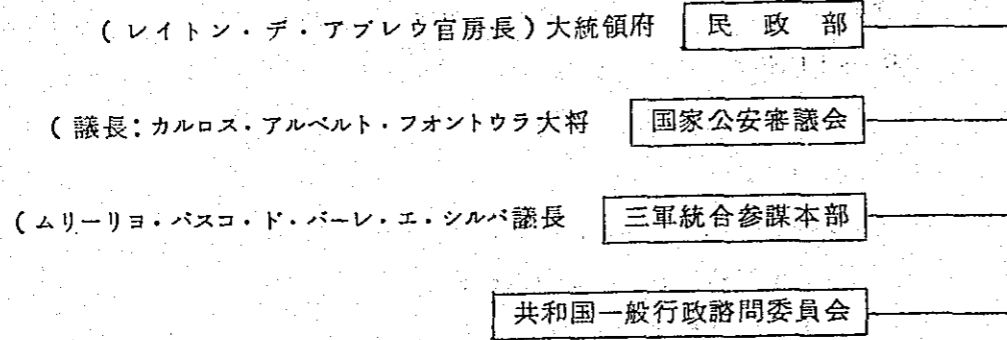 (レイトン・デ・アブレウ官房長)大統領府 民政部
(議長:カルロス・アルベルト・フォントウラ大将 国家公安審議会
(ムリーリョ・バスコ・ド・バーレ・エ・シルバ議長 三軍統合参謀本部
共和国一般行政諮問委員会